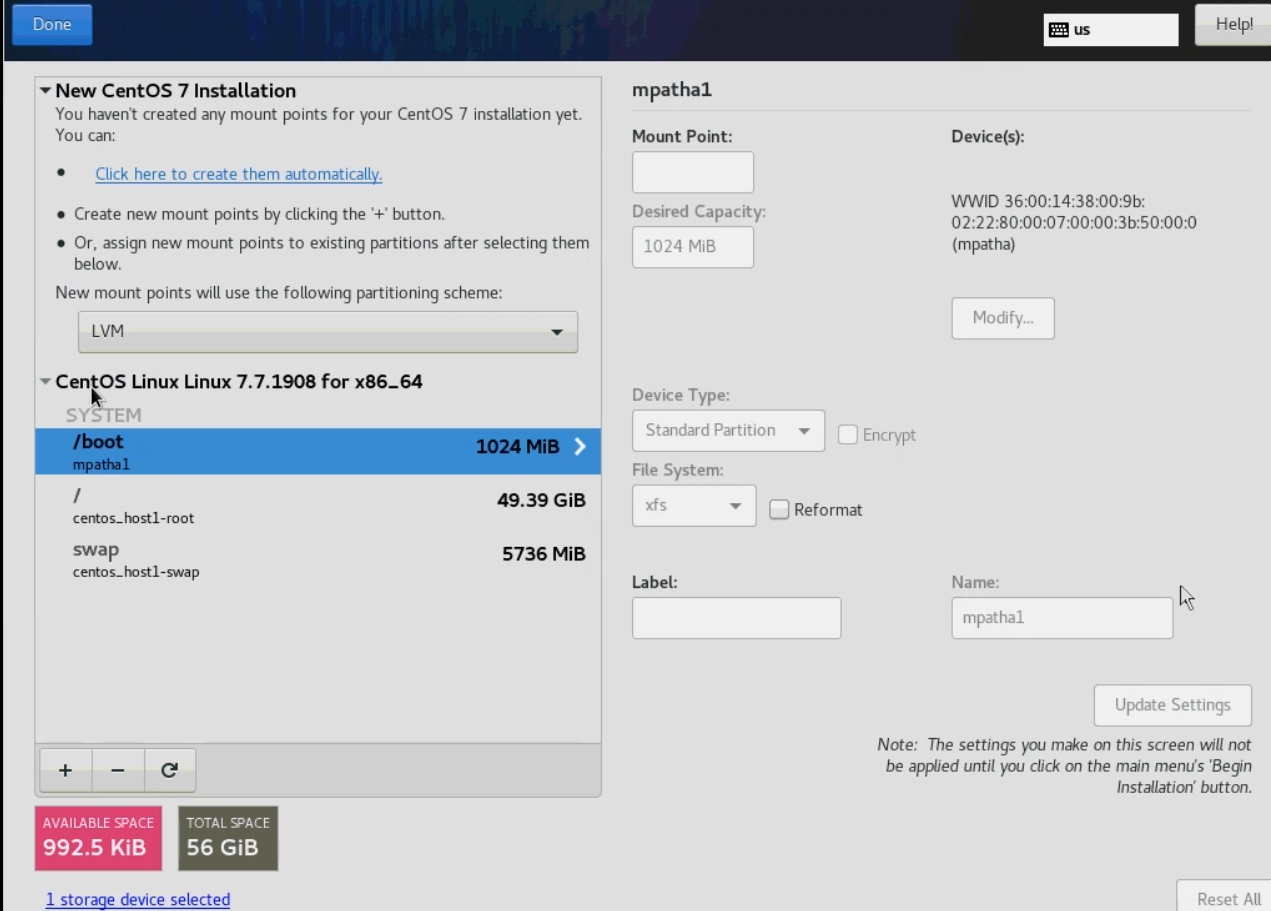 Done
us
Help!
New CentOS 7 Installation
You haven't created any mount points for your CentOS 7 installation yet.
You can:
Click here to create them automatically.
Create new mount points by clicking the '+' button.
Or, assign new mount points to existing partitions after selecting them
below.
New mount points will use the following partitioning scheme:
LVM
CentOS Linux Linux 7.7.1908 for x86_64
SYSTEM
/boot
1024 MiB
mpatha1
/
49.39 GiB
centos_host1-root
swap
5736 MiB
centos_host1-swap
+ −
AVAILABLE SPACE
992.5 KiB
TOTAL SPACE
56 GiB
1 storage device selected
mpatha1
Mount Point:
Desired Capacity:
1024 MiB
Device(s):
WWID 36:00:14:38:00:9b:
02:22:80:00:07:00:00:3b:50:00:0
(mpatha)
Modify...
Device Type:
Standard Partition
Encrypt
File System:
xfs
Reformat
Label:
Name:
mpatha1
Update Settings
Note: The settings you make on this screen will not
be applied until you click on the main menu's 'Begin
Installation' button.
Reset All